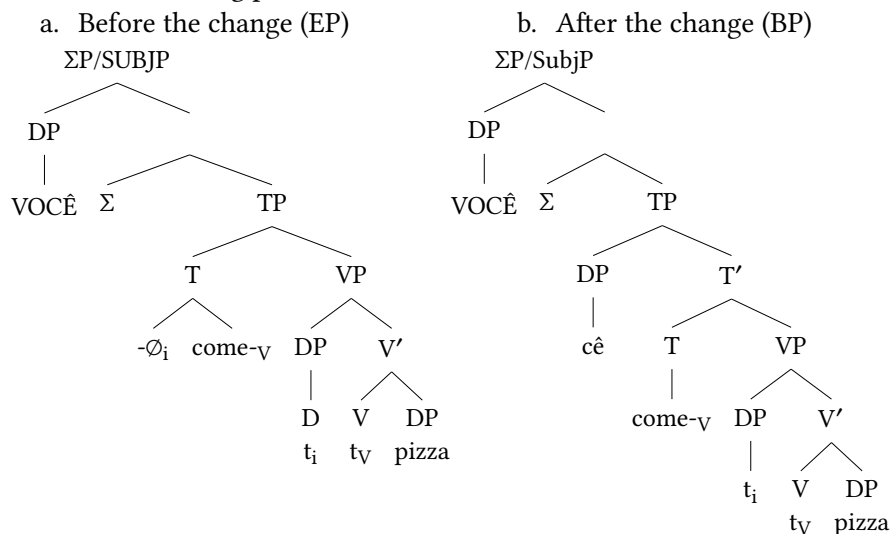 a. Before the change (EP) b. After the change (BP)
ΣP/SUBJP ΣP/SubjP
DP DP
VOCÊ Σ TP VOCÊ Σ TP
T VP DP T′
-∅i come-V DP V′ cê T VP
D V DP come-V DP V′
ti tV pizza ti V DP
tV pizza